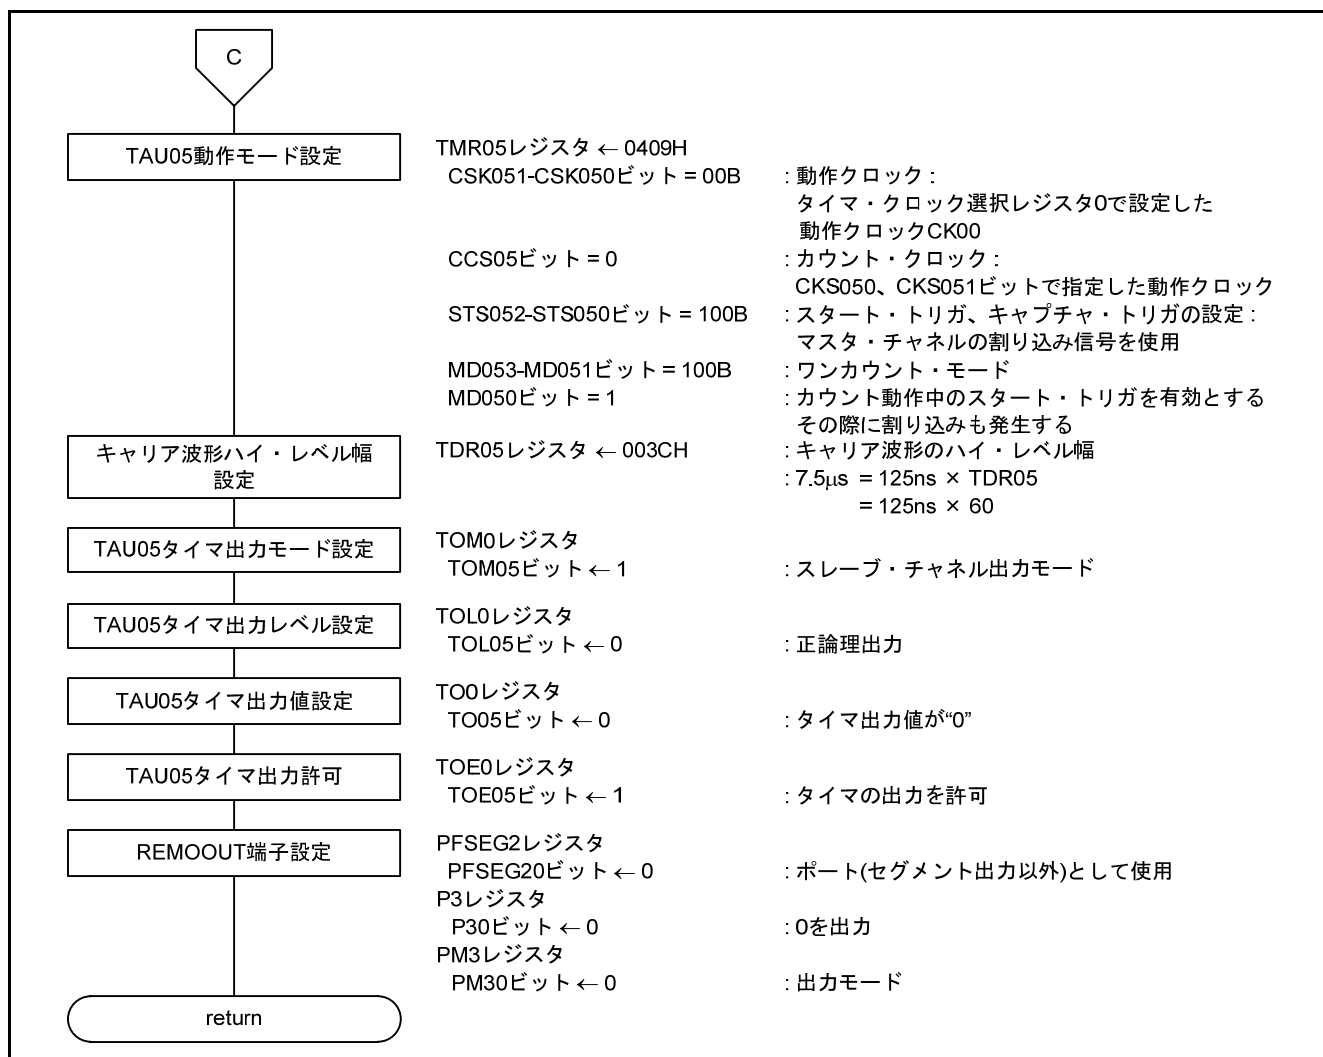 C
TAU05動作モード設定
TMR05レジスタ ← 0409H
CSK051-CSK050ビット = 00B : 動作クロック :
タイマ・クロック選択レジスタ0で設定した
動作クロックCK00
CCS05ビット = 0 : カウント・クロック :
CKS050、CKS051ビットで指定した動作クロック
STS052-STS050ビット = 100B : スタート・トリガ、キャプチャ・トリガの設定 :
マスタ・チャネルの割り込み信号を使用
MD053-MD051ビット = 100B : ワンカウント・モード
MD050ビット = 1 : カウント動作中のスタート・トリガを有効とする
その際に割り込みも発生する
キャリア波形ハイ・レベル幅
設定
TDR05レジスタ ← 003CH : キャリア波形のハイ・レベル幅
: 7.5μs = 125ns × TDR05
= 125ns × 60
TAU05タイマ出力モード設定
TOM0レジスタ
TOM05ビット ← 1 : スレーブ・チャネル出力モード
TAU05タイマ出力レベル設定
TOL0レジスタ
TOL05ビット ← 0 : 正論理出力
TAU05タイマ出力値設定
TO0レジスタ
TO05ビット ← 0 : タイマ出力値が“0”
TAU05タイマ出力許可
TOE0レジスタ
TOE05ビット ← 1 : タイマの出力を許可
REMOOUT端子設定
PFSEG2レジスタ
PFSEG20ビット ← 0 : ポート(セグメント出力以外)として使用
P3レジスタ
P30ビット ← 0 : 0を出力
PM3レジスタ
PM30ビット ← 0 : 出力モード
return